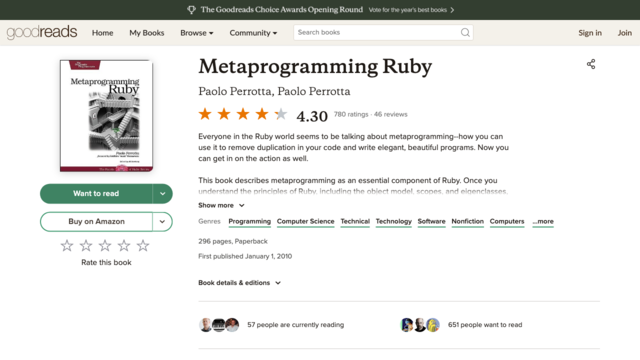 The Goodreads Choice Awards Opening Round Vote for the year's best books
goodreads Home My Books Browse Community Search books Sign in Join
Metaprogramming
Ruby
Paolo Perrotta
Metaprogramming Ruby
Paolo Perrotta, Paolo Perrotta
4.30 780 ratings · 46 reviews
Everyone in the Ruby world seems to be talking about metaprogramming--how you can
use it to remove duplication in your code and write elegant, beautiful programs. Now you
can get in on the action as well.
This book describes metaprogramming as an essential component of Ruby. Once you
understand the principles of Ruby, including the object model, scopes, and eigenclasses,
Show more
Want to read
Buy on Amazon
Rate this book
Genres Programming Computer Science Technical Technology Software Nonfiction Computers ...more
296 pages, Paperback
First published January 1, 2010
Book details & editions
57 people are currently reading 651 people want to read